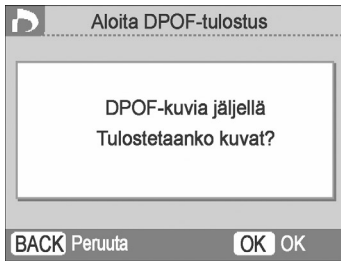 Aloita DPOF-tulostus
DPOF-kuvia jäljellä
Tulostetaanko kuvat?
BACK Peruuta OK OK